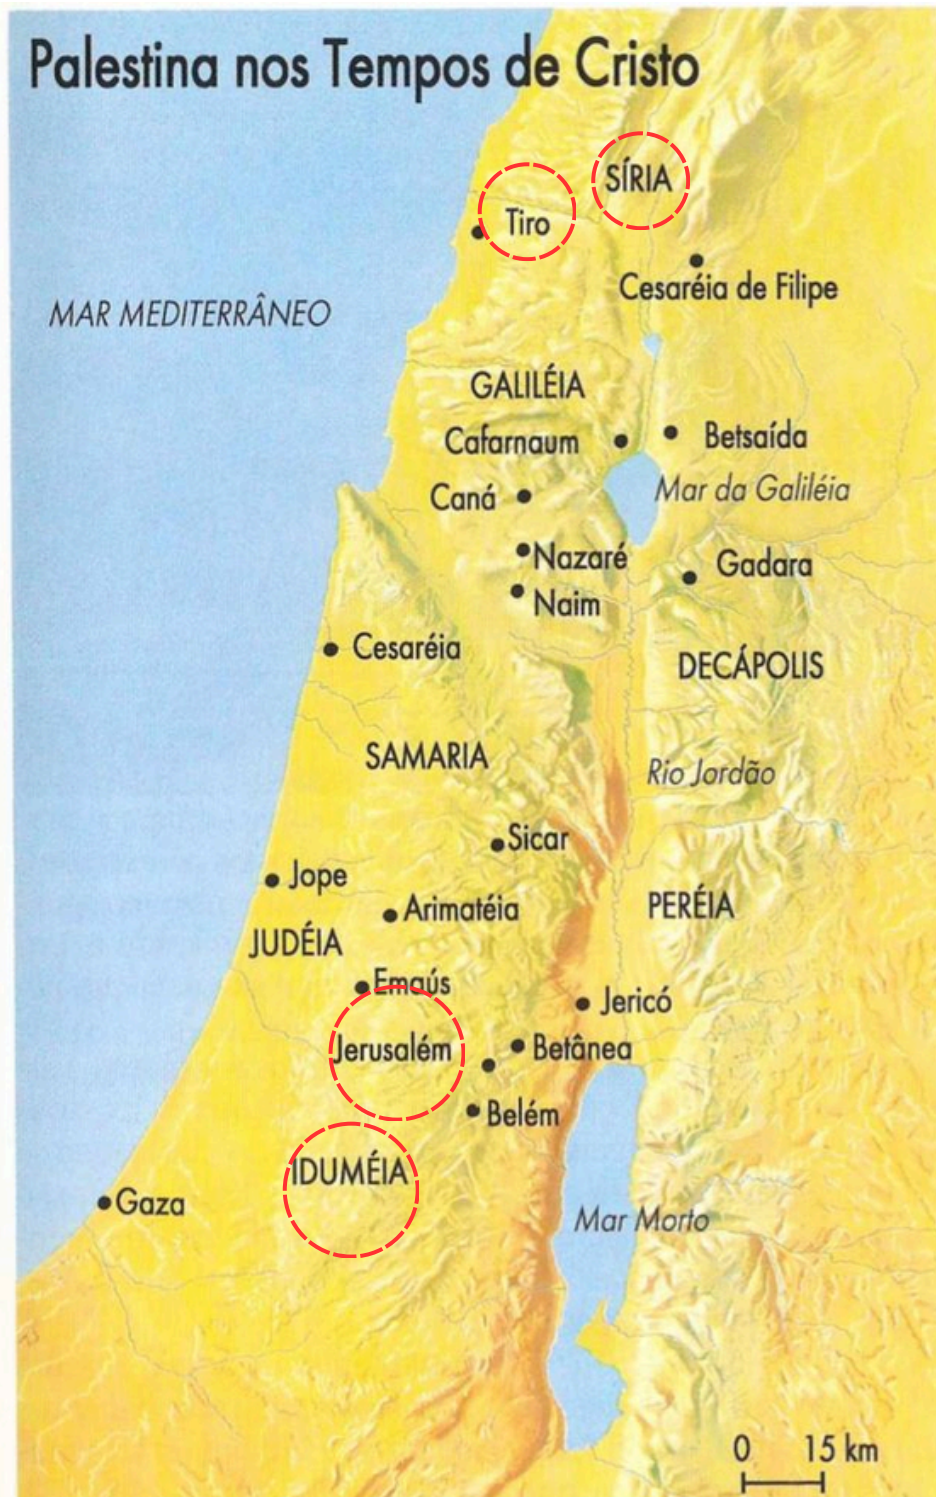 Palestina nos Tempos de Cristo
SÍRIA
Tiro
Cesaréia de Filipe
MAR MEDITERRÂNEO
GALILÉIA
Cafarnaum
Betsaída
Caná
Mar da Galiléia
Nazaré
Gadara
Naim
Cesaréia
DECÁPOLIS
SAMARIA
Rio Jordão
Sicar
Jope
Arimatéia
PERÉIA
JUDÉIA
Emaús
Jericó
Jerusalém
Betânea
Belém
IDUMÉIA
Gaza
Mar Morto
0 15 km